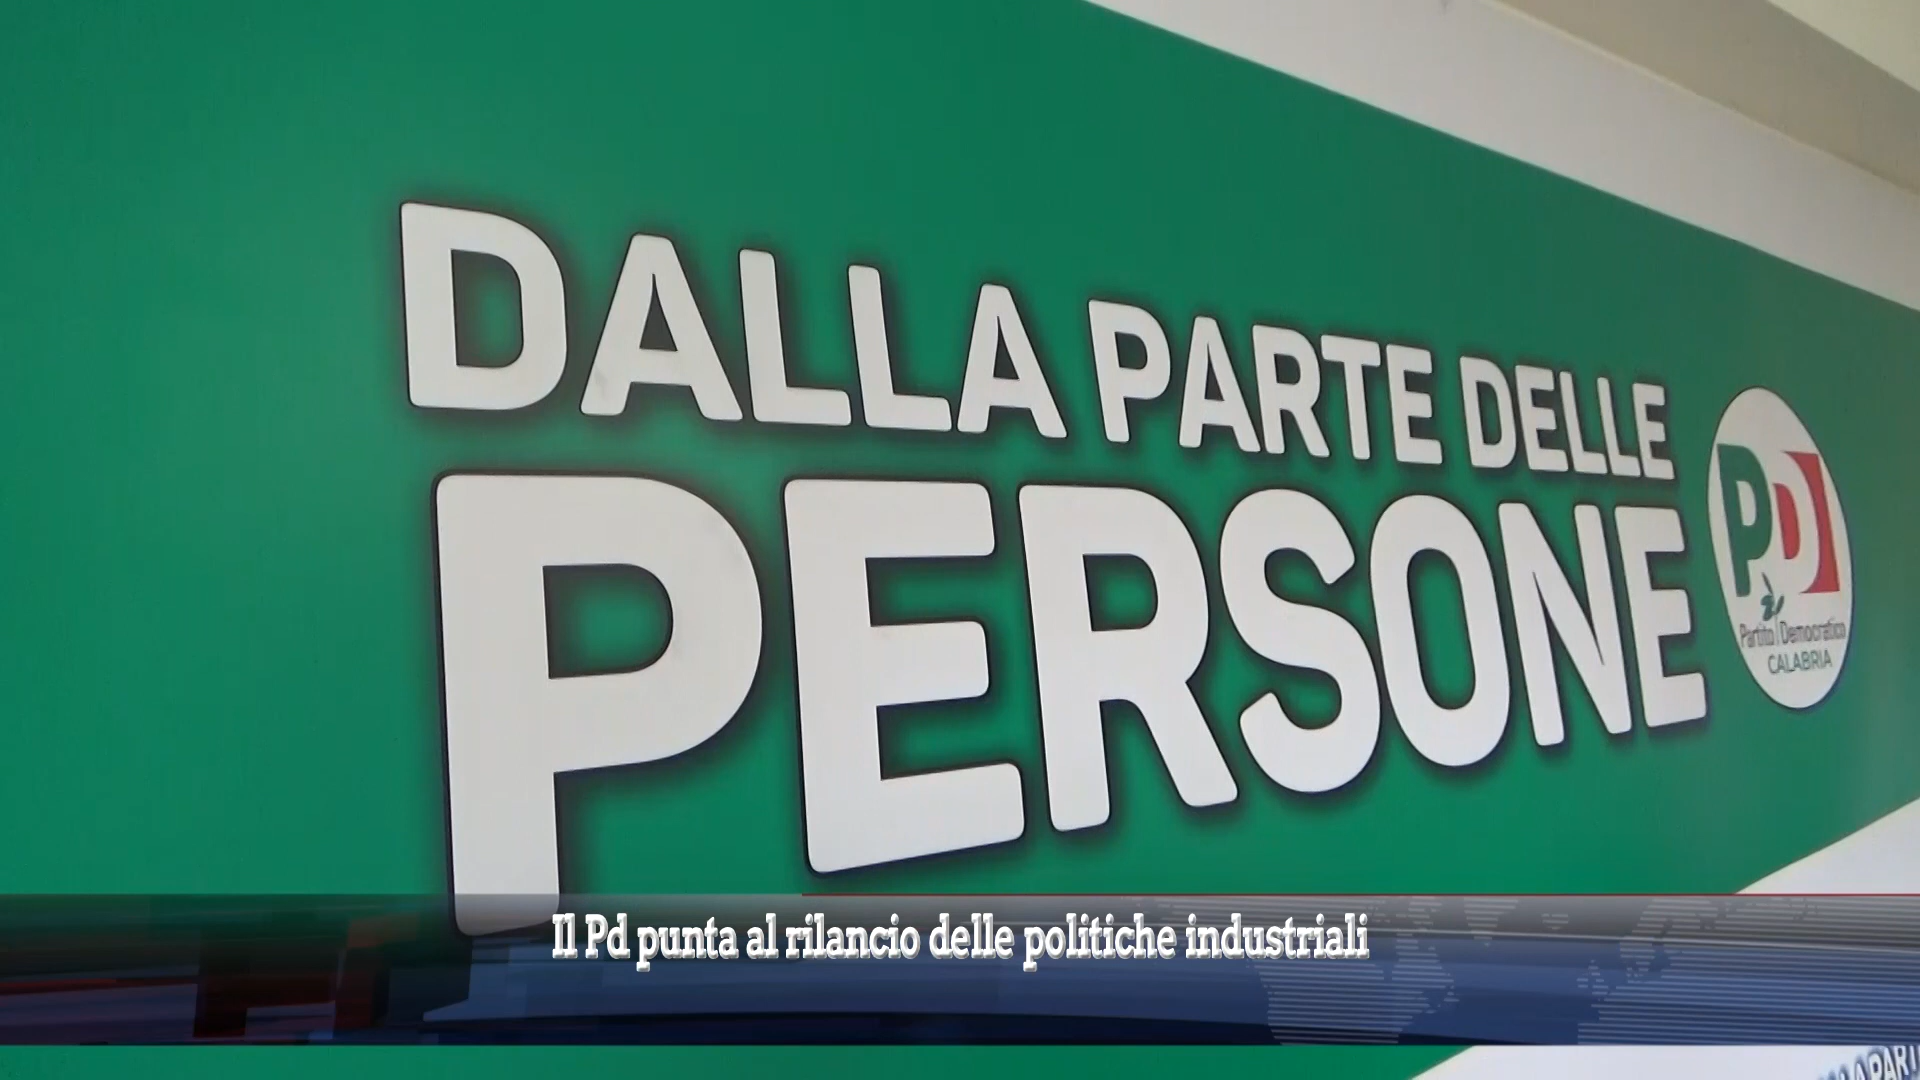 DALLA PARTE DELLE
PERSONE
PD
Partito Democratico
CALABRIA
Il Pd punta al rilancio delle politiche industriali